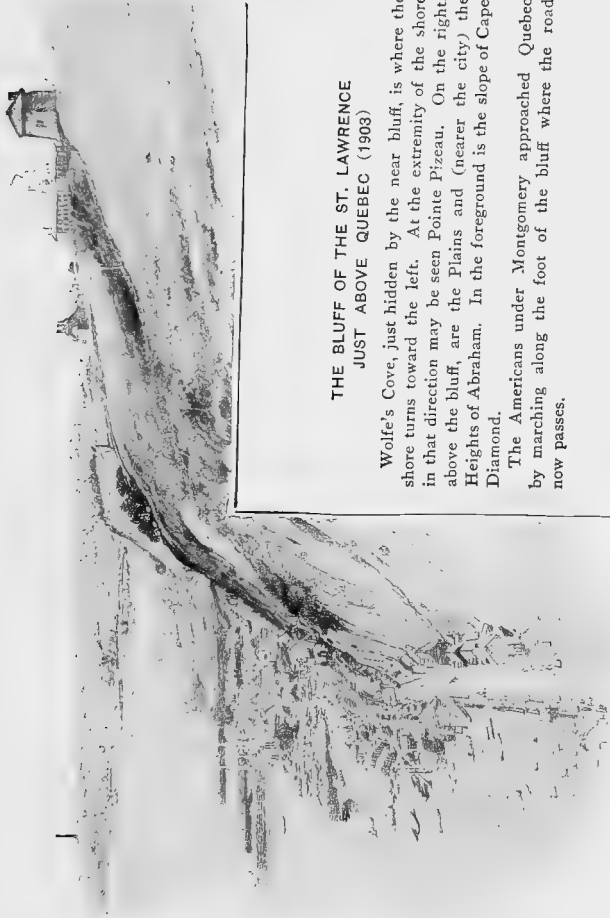 THE BLUFF OF THE ST. LAWRENCE
JUST ABOVE QUEBEC (1903)
Wolfe's Cove, just hidden by the near bluff, is where the
shore turns toward the left. At the extremity of the shore
in that direction may be seen Pointe Pizeau. On the right,
above the bluff, are the Plains and (nearer the city) the
Heights of Abraham. In the foreground is the slope of Cape
Diamond.
The Americans under Montgomery approached Quebec
by marching along the foot of the bluff where the road
now passes.